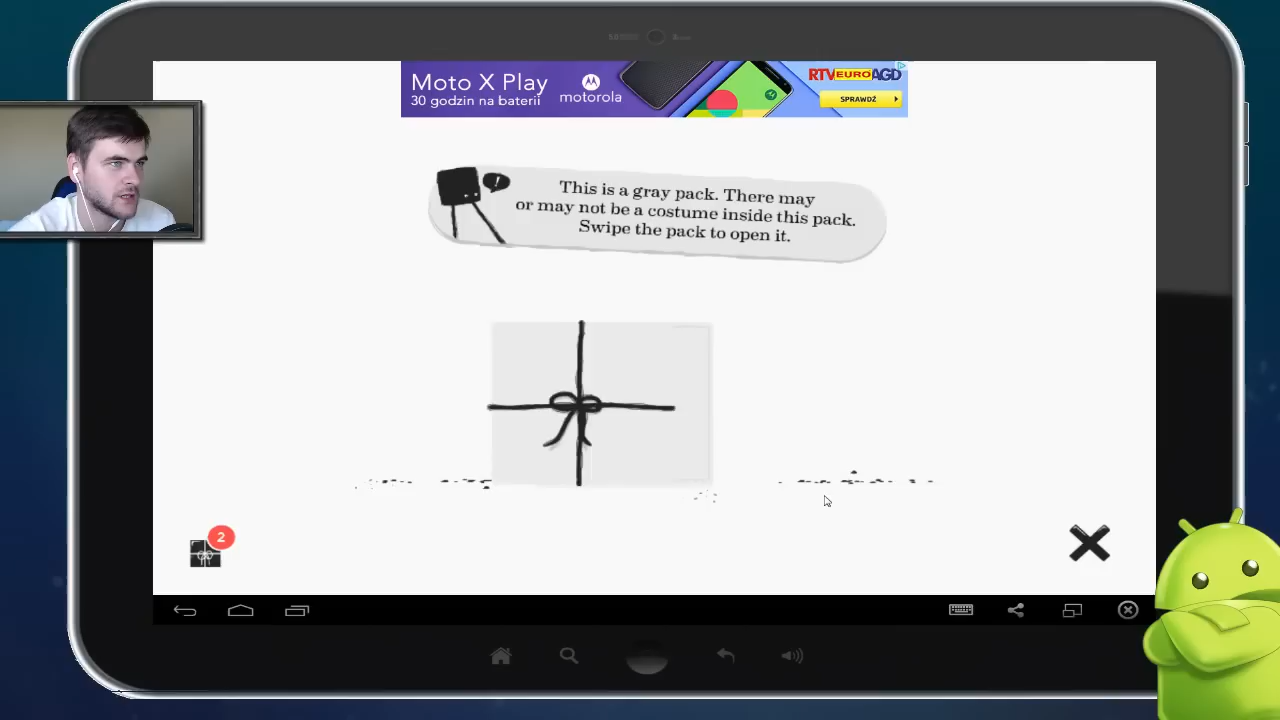 Moto X Play
30 godzin na baterii
motorola
RTV EURO AGD
SPRAWDŹ
This is a gray pack. There may
or may not be a costume inside this pack.
Swipe the pack to open it.
2